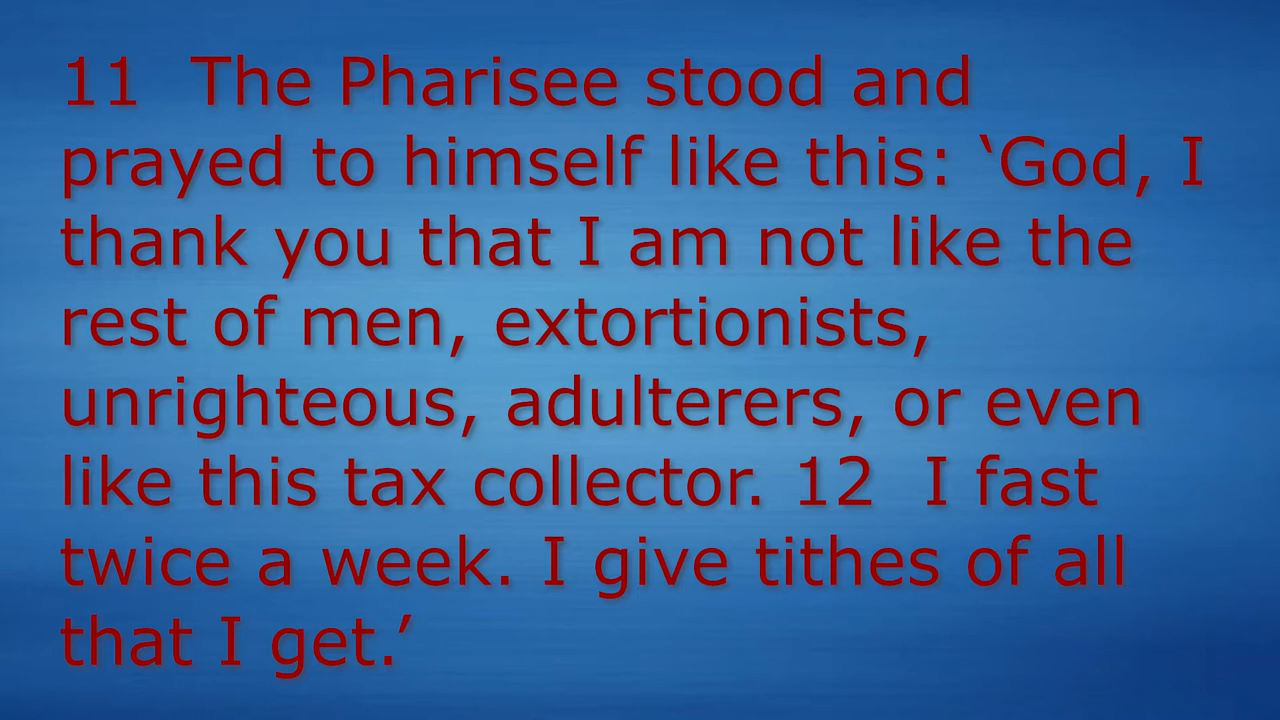 11  The Pharisee stood and
prayed to himself like this: ‘God, I
thank you that I am not like the
rest of men, extortionists,
unrighteous, adulterers, or even
like this tax collector. 12  I fast
twice a week. I give tithes of all
that I get.’